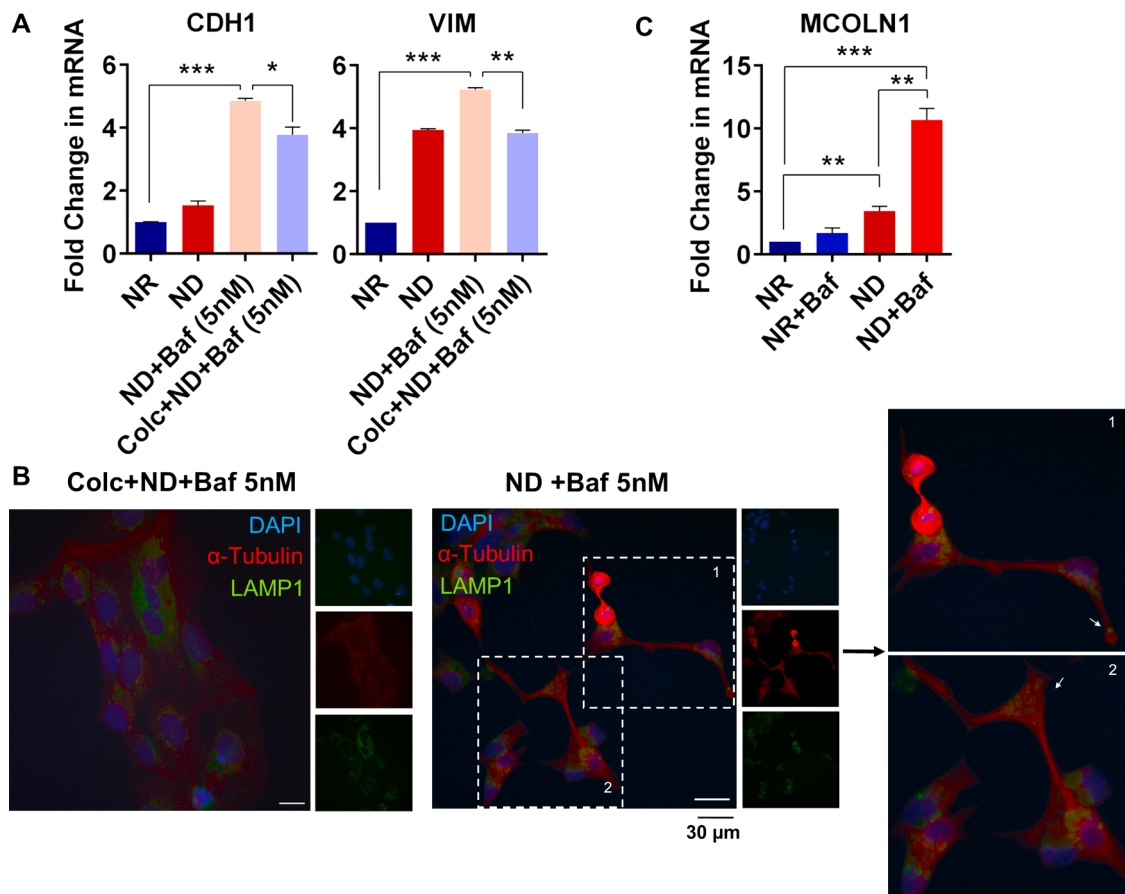 A
CDH1
Fold Change in mRNA
6
4
2
0
***
*
NR
ND
ND+Baf (5nM)
Colc+ND+Baf (5nM)
VIM
6
4
2
0
***
**
NR
ND
ND+Baf (5nM)
Colc+ND+Baf (5nM)
C
MCOLN1
Fold Change in mRNA
15
10
5
0
***
**
**
NR
NR+Baf
ND
ND+Baf
B
Colc+ND+Baf 5nM
DAPI
α-Tubulin
LAMP1
ND +Baf 5nM
DAPI
α-Tubulin
LAMP1
1
2
30 µm
1
2